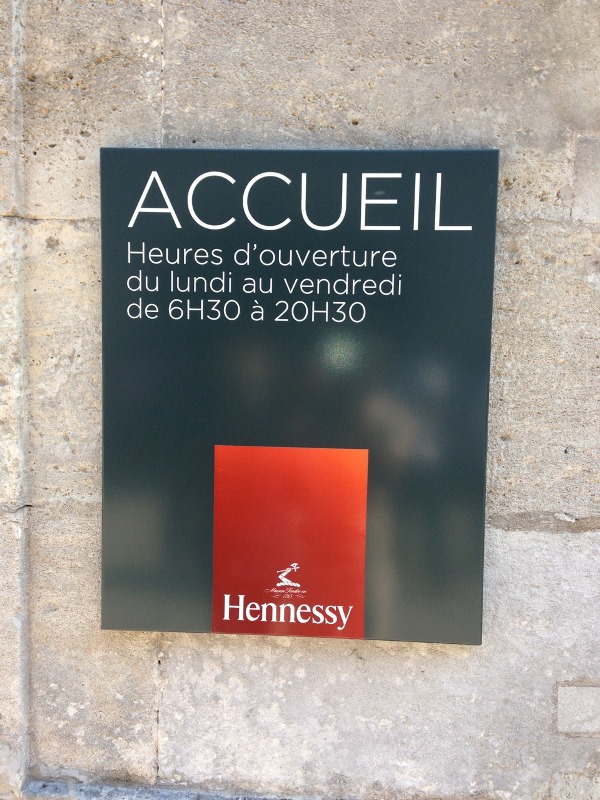 ACCUEIL
Heures d'ouverture
du lundi au vendredi
de 6H30 à 20H30
Hennessy